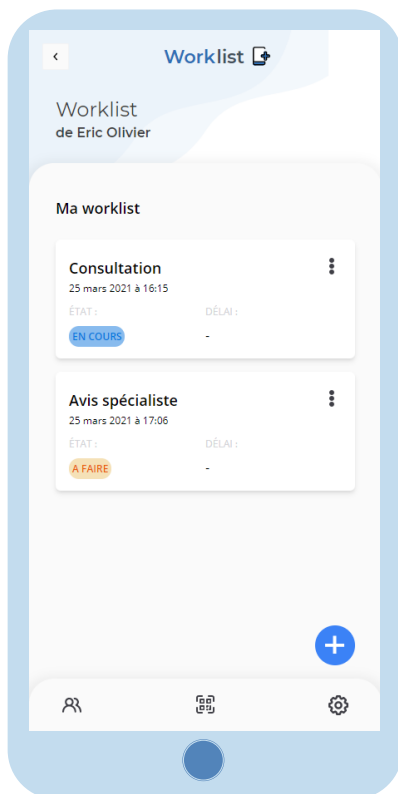 Worklist
Worklist
de Eric Olivier
Ma worklist
Consultation
25 mars 2021 à 16:15
ÉTAT :
DÉLAI :
EN COURS
-
Avis spécialiste
25 mars 2021 à 17:06
ÉTAT :
DÉLAI :
A FAIRE
-